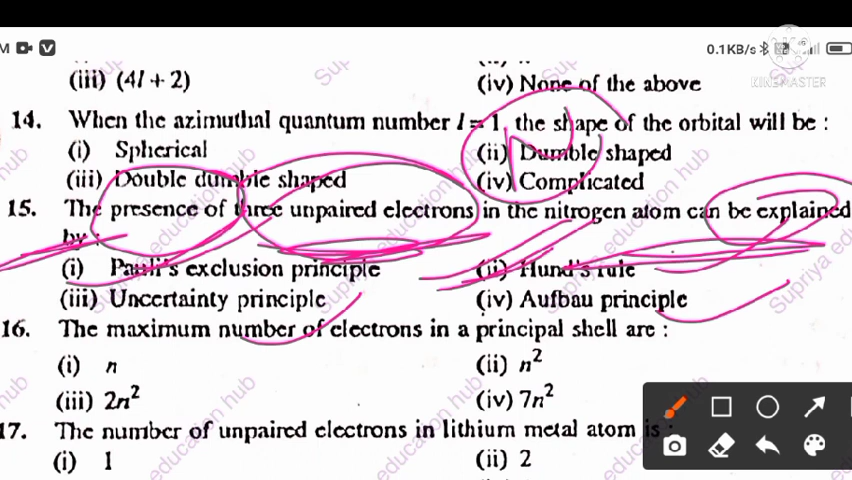 0.1KB/s
KINEMASTER
(iii) (4l + 2)
(iv) None of the above
14. When the azimuthal quantum number l = 1, the shape of the orbital will be :
(i) Spherical (ii) Dumble shaped
(iii) Double dumble shaped (iv) Complicated
15. The presence of three unpaired electrons in the nitrogen atom can be explained
by :
(i) Pauli's exclusion principle (ii) Hund's rule
(iii) Uncertainty principle (iv) Aufbau principle
16. The maximum number of electrons in a principal shell are :
(i) n (ii) n²
(iii) 2n² (iv) 7n²
17. The number of unpaired electrons in lithium metal atom is :
(i) 1 (ii) 2
Supriya education hub